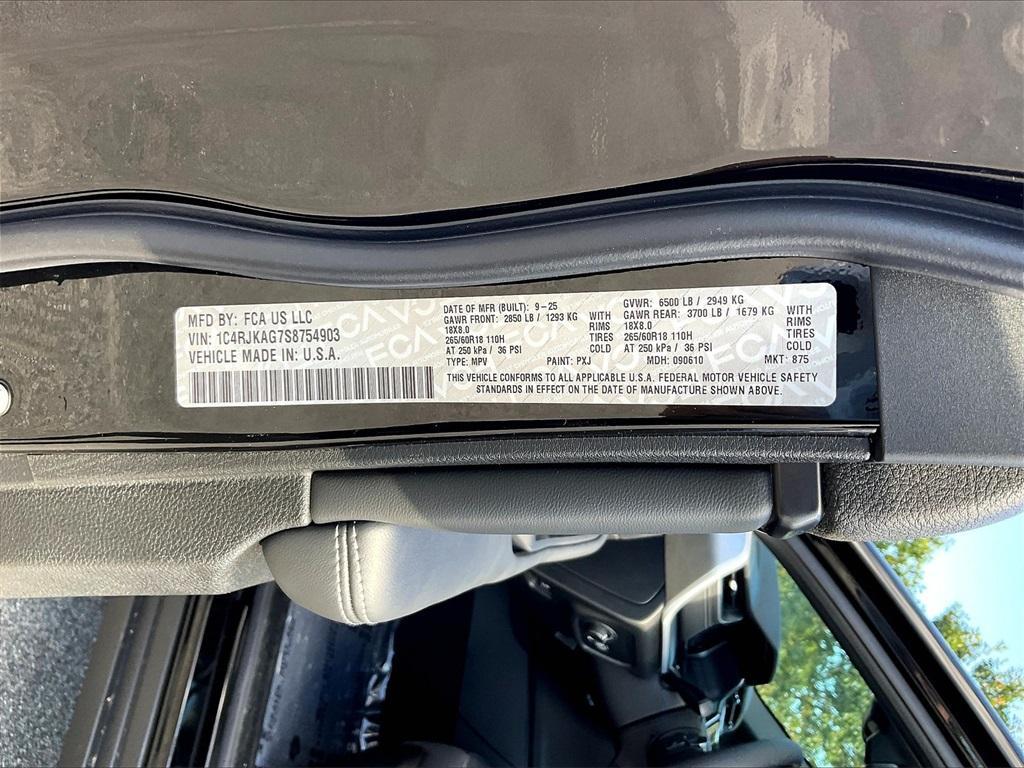 MFD BY: FCA US LLC
VIN: 1C4RJKAG7S8754903
VEHICLE MADE IN U.S.A.
DATE OF MFR (BUILT): 9-25
GAWR FRONT: 2850 LB / 1293 KG WITH
18X8.0 RIMS
265/60R18 110H TIRES
AT 250 kPa / 36 PSI COLD
TYPE: MPV PAINT: PXJ
GVWR: 6500 LB / 2949 KG
GAWR REAR: 3700 LB / 1679 KG WITH
18X8.0 RIMS
265/60R18 110H TIRES
AT 250 kPa / 36 PSI COLD
MDH: 090610 MKT: 875
THIS VEHICLE CONFORMS TO ALL APPLICABLE U.S.A. FEDERAL MOTOR VEHICLE SAFETY
STANDARDS IN EFFECT ON THE DATE OF MANUFACTURE SHOWN ABOVE.